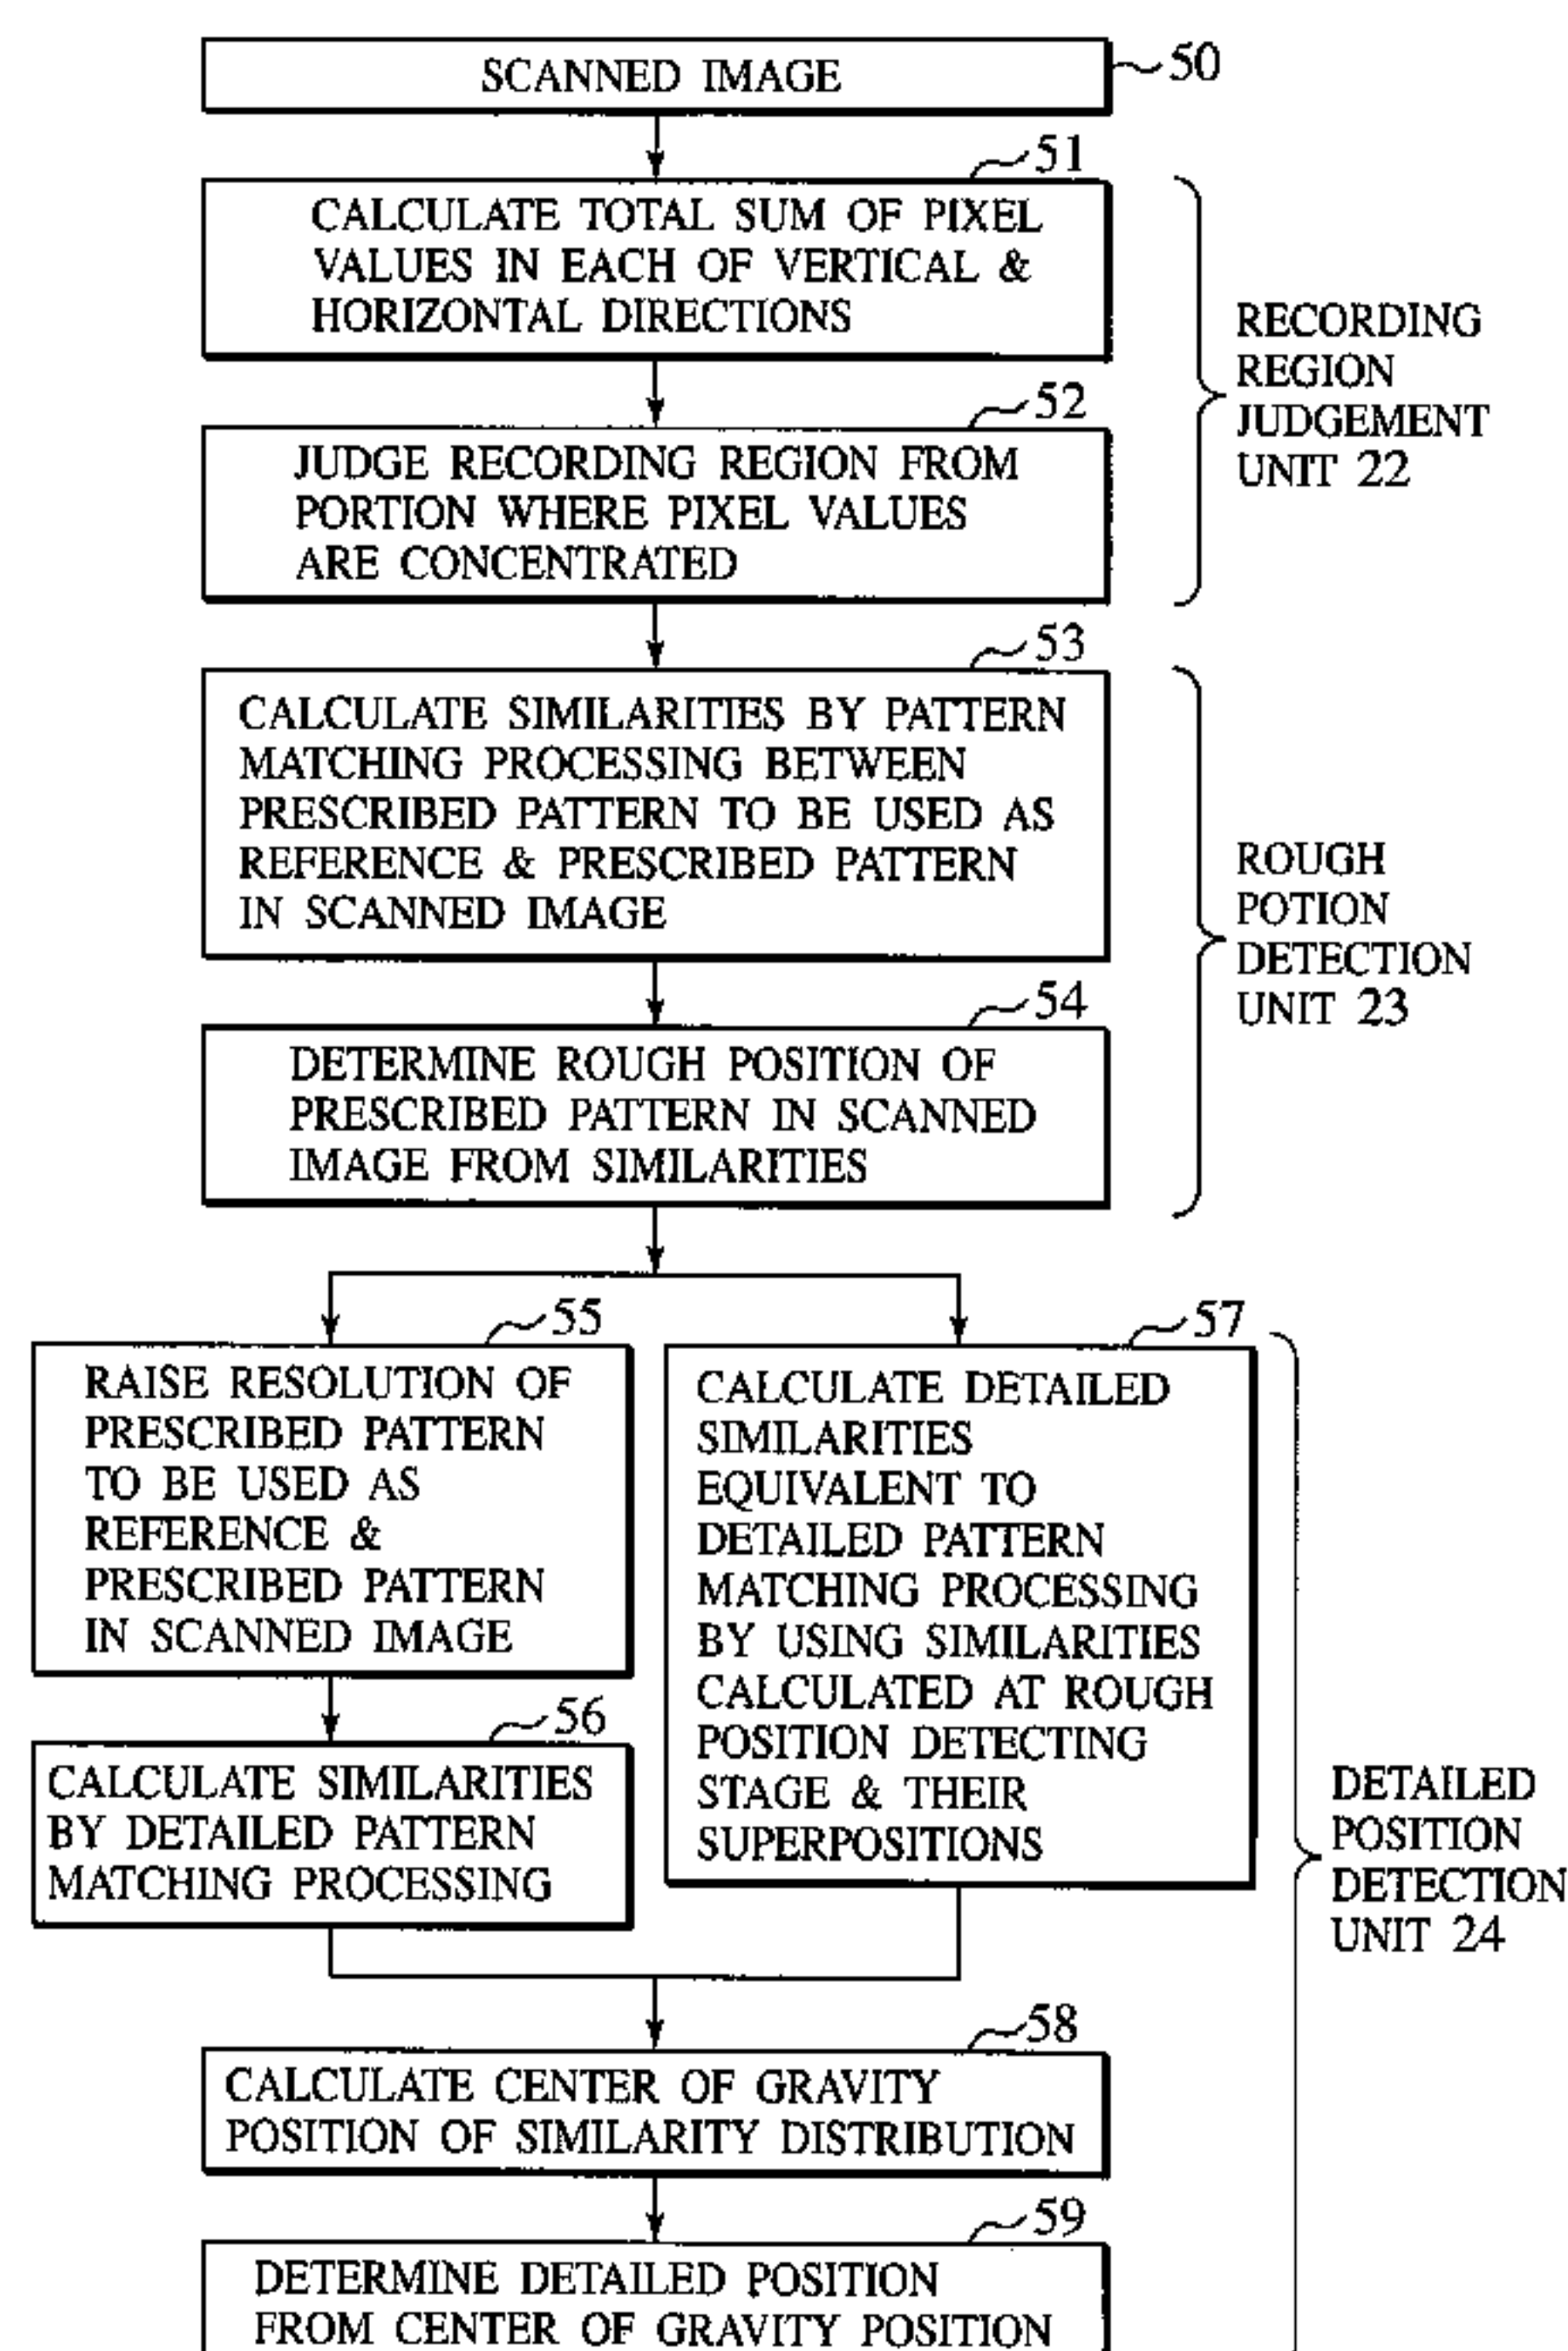 SCANNED IMAGE
50
51
CALCULATE TOTAL SUM OF PIXEL
VALUES IN EACH OF VERTICAL &
HORIZONTAL DIRECTIONS
52
JUDGE RECORDING REGION FROM
PORTION WHERE PIXEL VALUES
ARE CONCENTRATED
RECORDING
REGION
JUDGEMENT
UNIT 22
53
CALCULATE SIMILARITIES BY PATTERN
MATCHING PROCESSING BETWEEN
PRESCRIBED PATTERN TO BE USED AS
REFERENCE & PRESCRIBED PATTERN
IN SCANNED IMAGE
54
DETERMINE ROUGH POSITION OF
PRESCRIBED PATTERN IN SCANNED
IMAGE FROM SIMILARITIES
ROUGH
POTION
DETECTION
UNIT 23
55
RAISE RESOLUTION OF
PRESCRIBED PATTERN
TO BE USED AS
REFERENCE &
PRESCRIBED PATTERN
IN SCANNED IMAGE
56
CALCULATE SIMILARITIES
BY DETAILED PATTERN
MATCHING PROCESSING
57
CALCULATE DETAILED
SIMILARITIES
EQUIVALENT TO
DETAILED PATTERN
MATCHING PROCESSING
BY USING SIMILARITIES
CALCULATED AT ROUGH
POSITION DETECTING
STAGE & THEIR
SUPERPOSITIONS
DETAILED
POSITION
DETECTION
UNIT 24
58
CALCULATE CENTER OF GRAVITY
POSITION OF SIMILARITY DISTRIBUTION
59
DETERMINE DETAILED POSITION
FROM CENTER OF GRAVITY POSITION